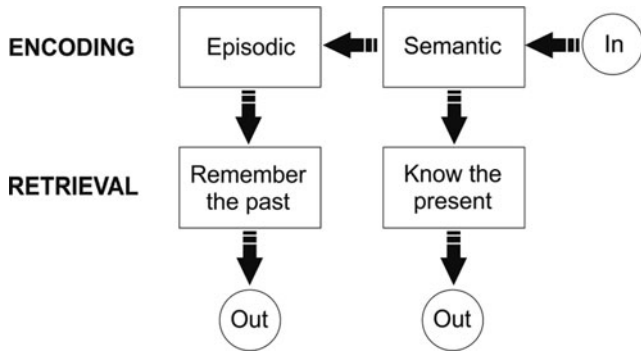 ENCODING
Episodic
Semantic
In
RETRIEVAL
Remember
the past
Know the
present
Out
Out